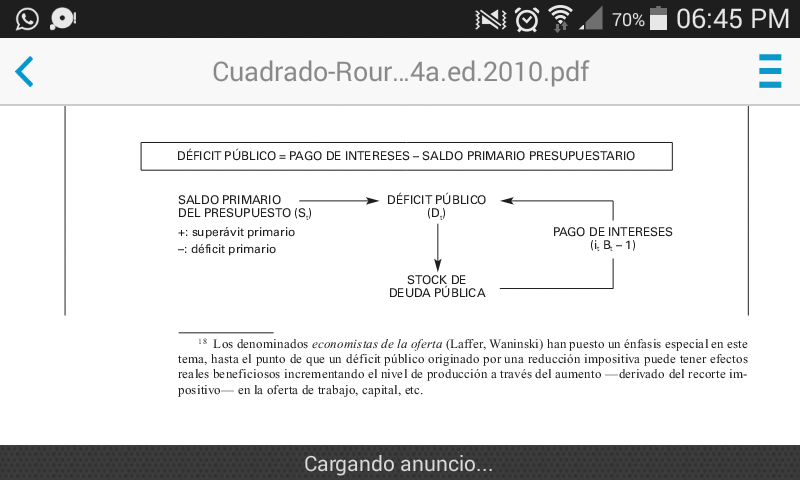 70% 06:45 PM
Cuadrado-Rour...4a.ed.2010.pdf
DÉFICIT PÚBLICO = PAGO DE INTERESES – SALDO PRIMARIO PRESUPUESTARIO
SALDO PRIMARIO
DEL PRESUPUESTO (Sₜ)
+: superávit primario
–: déficit primario
DÉFICIT PÚBLICO
(Dₜ)
PAGO DE INTERESES
(iₜ Bₜ – 1)
STOCK DE
DEUDA PÚBLICA
¹⁸ Los denominados economistas de la oferta (Laffer, Waninski) han puesto un énfasis especial en este
tema, hasta el punto de que un déficit público originado por una reducción impositiva puede tener efectos
reales beneficiosos incrementando el nivel de producción a través del aumento —derivado del recorte im-
positivo— en la oferta de trabajo, capital, etc.
Cargando anuncio...